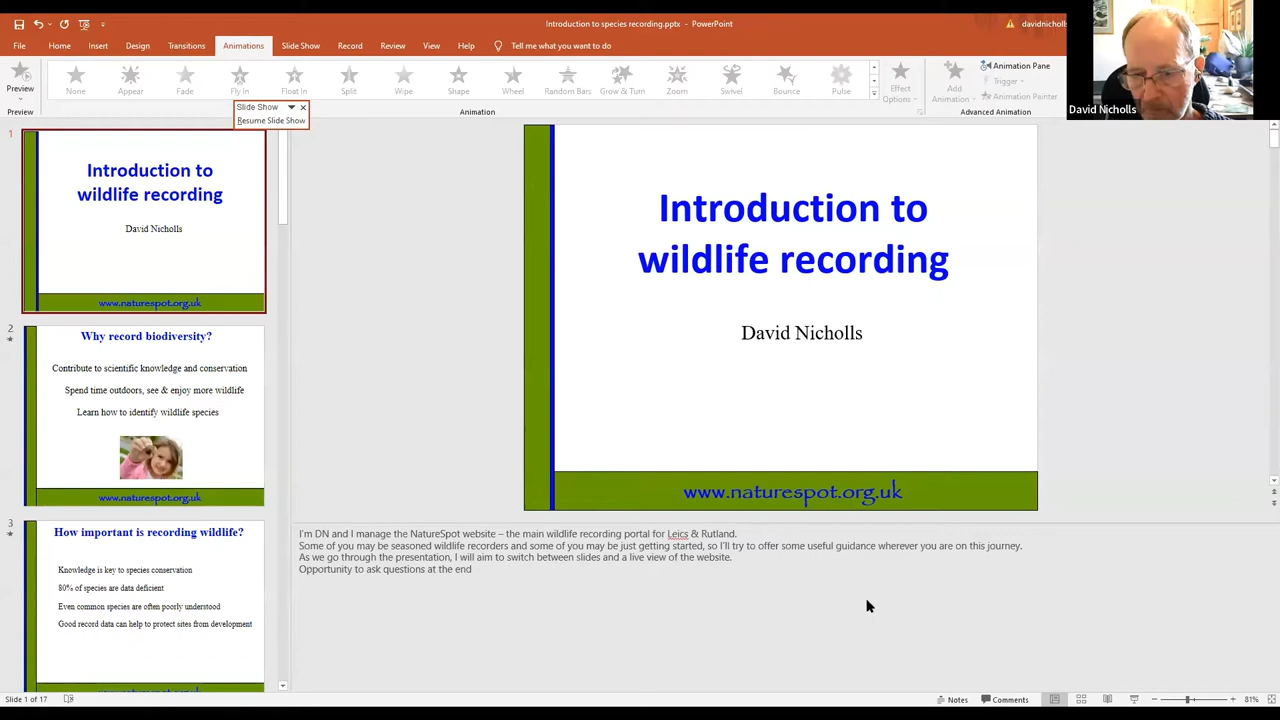 Introduction to species recording.pptx - PowerPoint
davidnicholls
File Home Insert Design Transitions Animations Slide Show Record Review View Help Tell me what you want to do
Preview
None Appear Fade Fly In Float In Split Wipe Shape Wheel Random Bars Grow & Turn Zoom Swivel Bounce Pulse
Effect Options
Add Animation
Animation Pane
Trigger
Animation Painter
Preview Animation Advanced Animation
Slide Show
Resume Slide Show
David Nicholls
1
Introduction to
wildlife recording
David Nicholls
www.naturespot.org.uk
2
Why record biodiversity?
Contribute to scientific knowledge and conservation
Spend time outdoors, see & enjoy more wildlife
Learn how to identify wildlife species
www.naturespot.org.uk
3
How important is recording wildlife?
Knowledge is key to species conservation
80% of species are data deficient
Even common species are often poorly understood
Good record data can help to protect sites from development
Introduction to
wildlife recording
David Nicholls
www.naturespot.org.uk
I'm DN and I manage the NatureSpot website – the main wildlife recording portal for Leics & Rutland.
Some of you may be seasoned wildlife recorders and some of you may be just getting started, so I'll try to offer some useful guidance wherever you are on this journey.
As we go through the presentation, I will aim to switch between slides and a live view of the website.
Opportunity to ask questions at the end
Slide 1 of 17
Notes Comments 81%